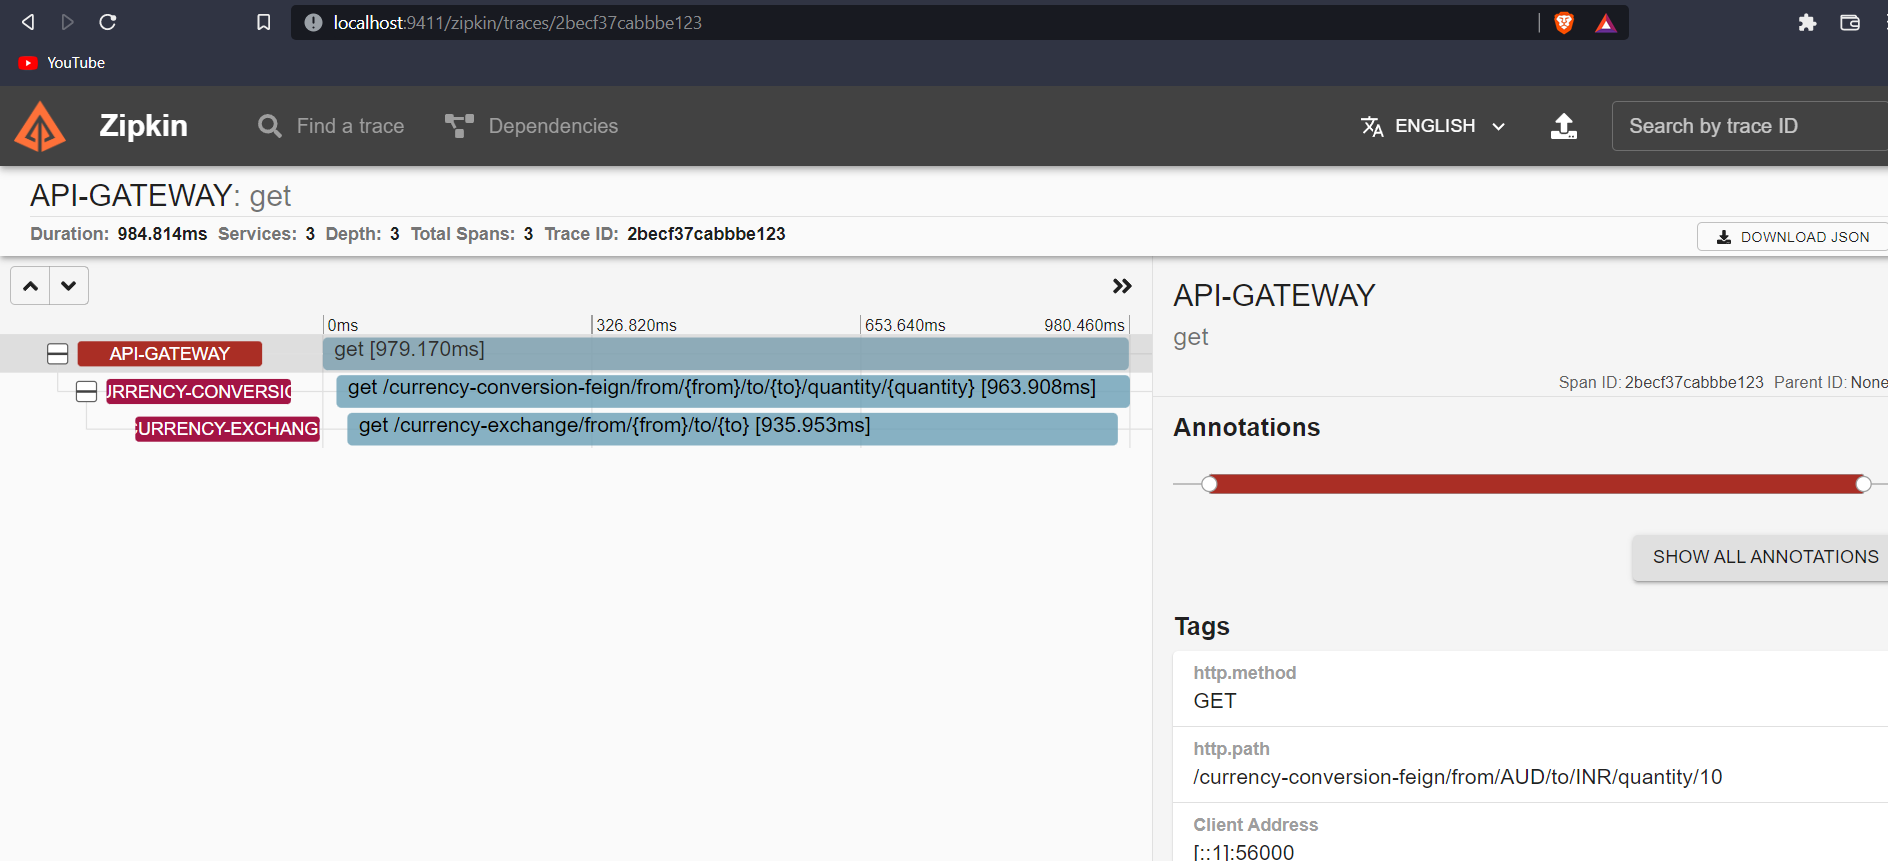 localhost:9411/zipkin/traces/2becf37cabbbe123
YouTube
Zipkin
Find a trace
Dependencies
ENGLISH
Search by trace ID
API-GATEWAY: get
Duration: 984.814ms Services: 3 Depth: 3 Total Spans: 3 Trace ID: 2becf37cabbbe123
DOWNLOAD JSON
0ms
326.820ms
653.640ms
980.460ms
API-GATEWAY
get [979.170ms]
URRENCY-CONVERSIO
get /currency-conversion-feign/from/{from}/to/{to}/quantity/{quantity} [963.908ms]
CURRENCY-EXCHANG
get /currency-exchange/from/{from}/to/{to} [935.953ms]
API-GATEWAY
get
Span ID: 2becf37cabbbe123 Parent ID: None
Annotations
SHOW ALL ANNOTATIONS
Tags
http.method
GET
http.path
/currency-conversion-feign/from/AUD/to/INR/quantity/10
Client Address
[::1]:56000